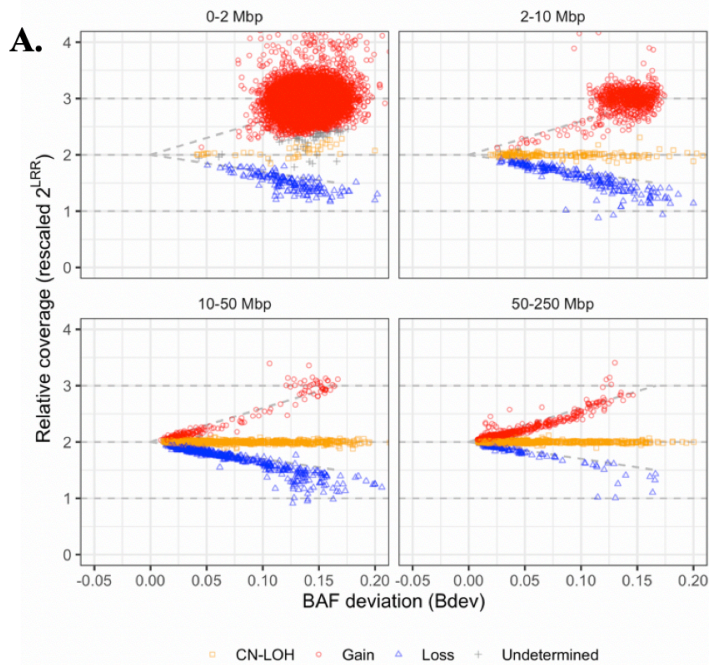 A.
0-2 Mbp
2-10 Mbp
4
3
2
1
0
10-50 Mbp
50-250 Mbp
4
3
2
1
0
Relative coverage (rescaled 2^LRR)
-0.05 0.00 0.05 0.10 0.15 0.20 -0.05 0.00 0.05 0.10 0.15 0.20
BAF deviation (Bdev)
CN-LOH Gain Loss Undetermined